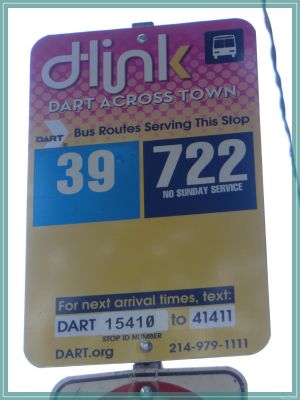 d-link
DART ACROSS TOWN
DART Bus Routes Serving This Stop
39 722
NO SUNDAY SERVICE
For next arrival times, text:
DART 15410 to 41411
STOP ID NUMBER
DART.org 214-979-1111